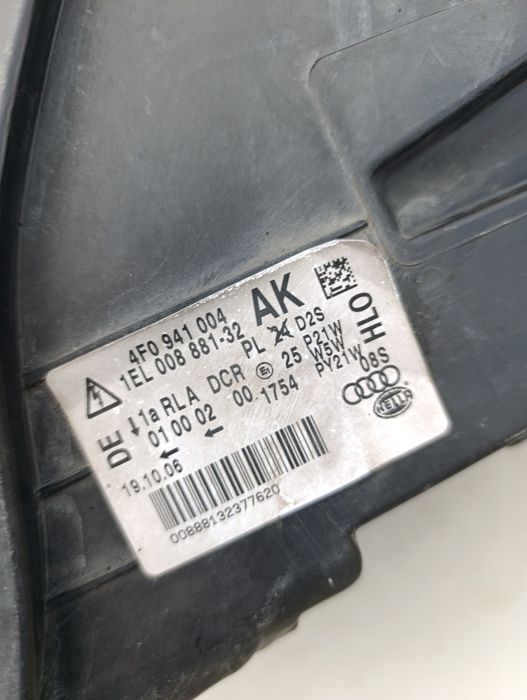 4F0 941 004 AK
1EL 008 881-32
PL D2S
HLO
DE 1a RLA DCR E1 25 P21W
W5W
01 00 02 00 1754 PY21W
08S
19.10.06
HELLA
00888132377620